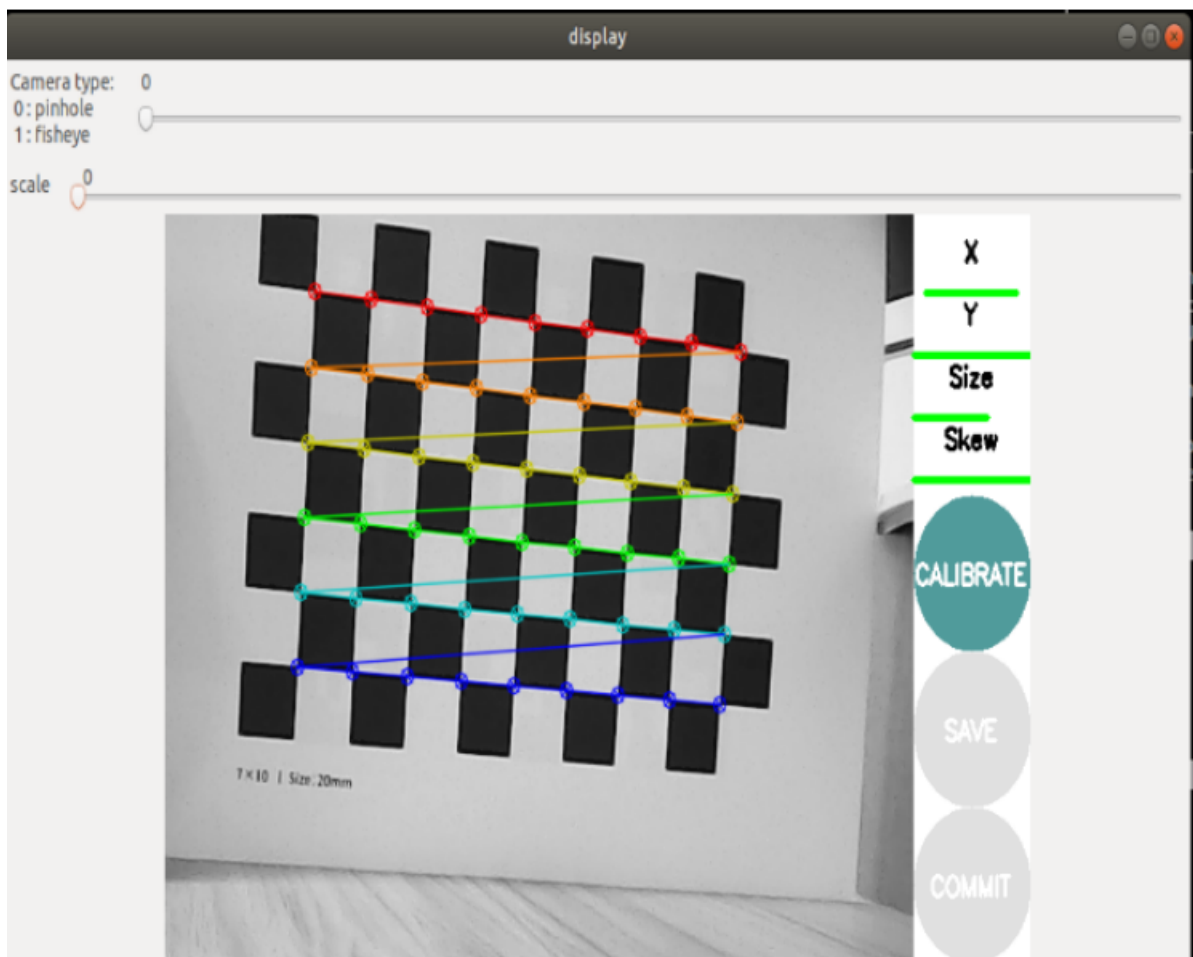 display
Camera type: 0
0 : pinhole
1 : fisheye
scale 0
X
Y
Size
Skew
CALIBRATE
SAVE
COMMIT
7×10 | Size: 20mm